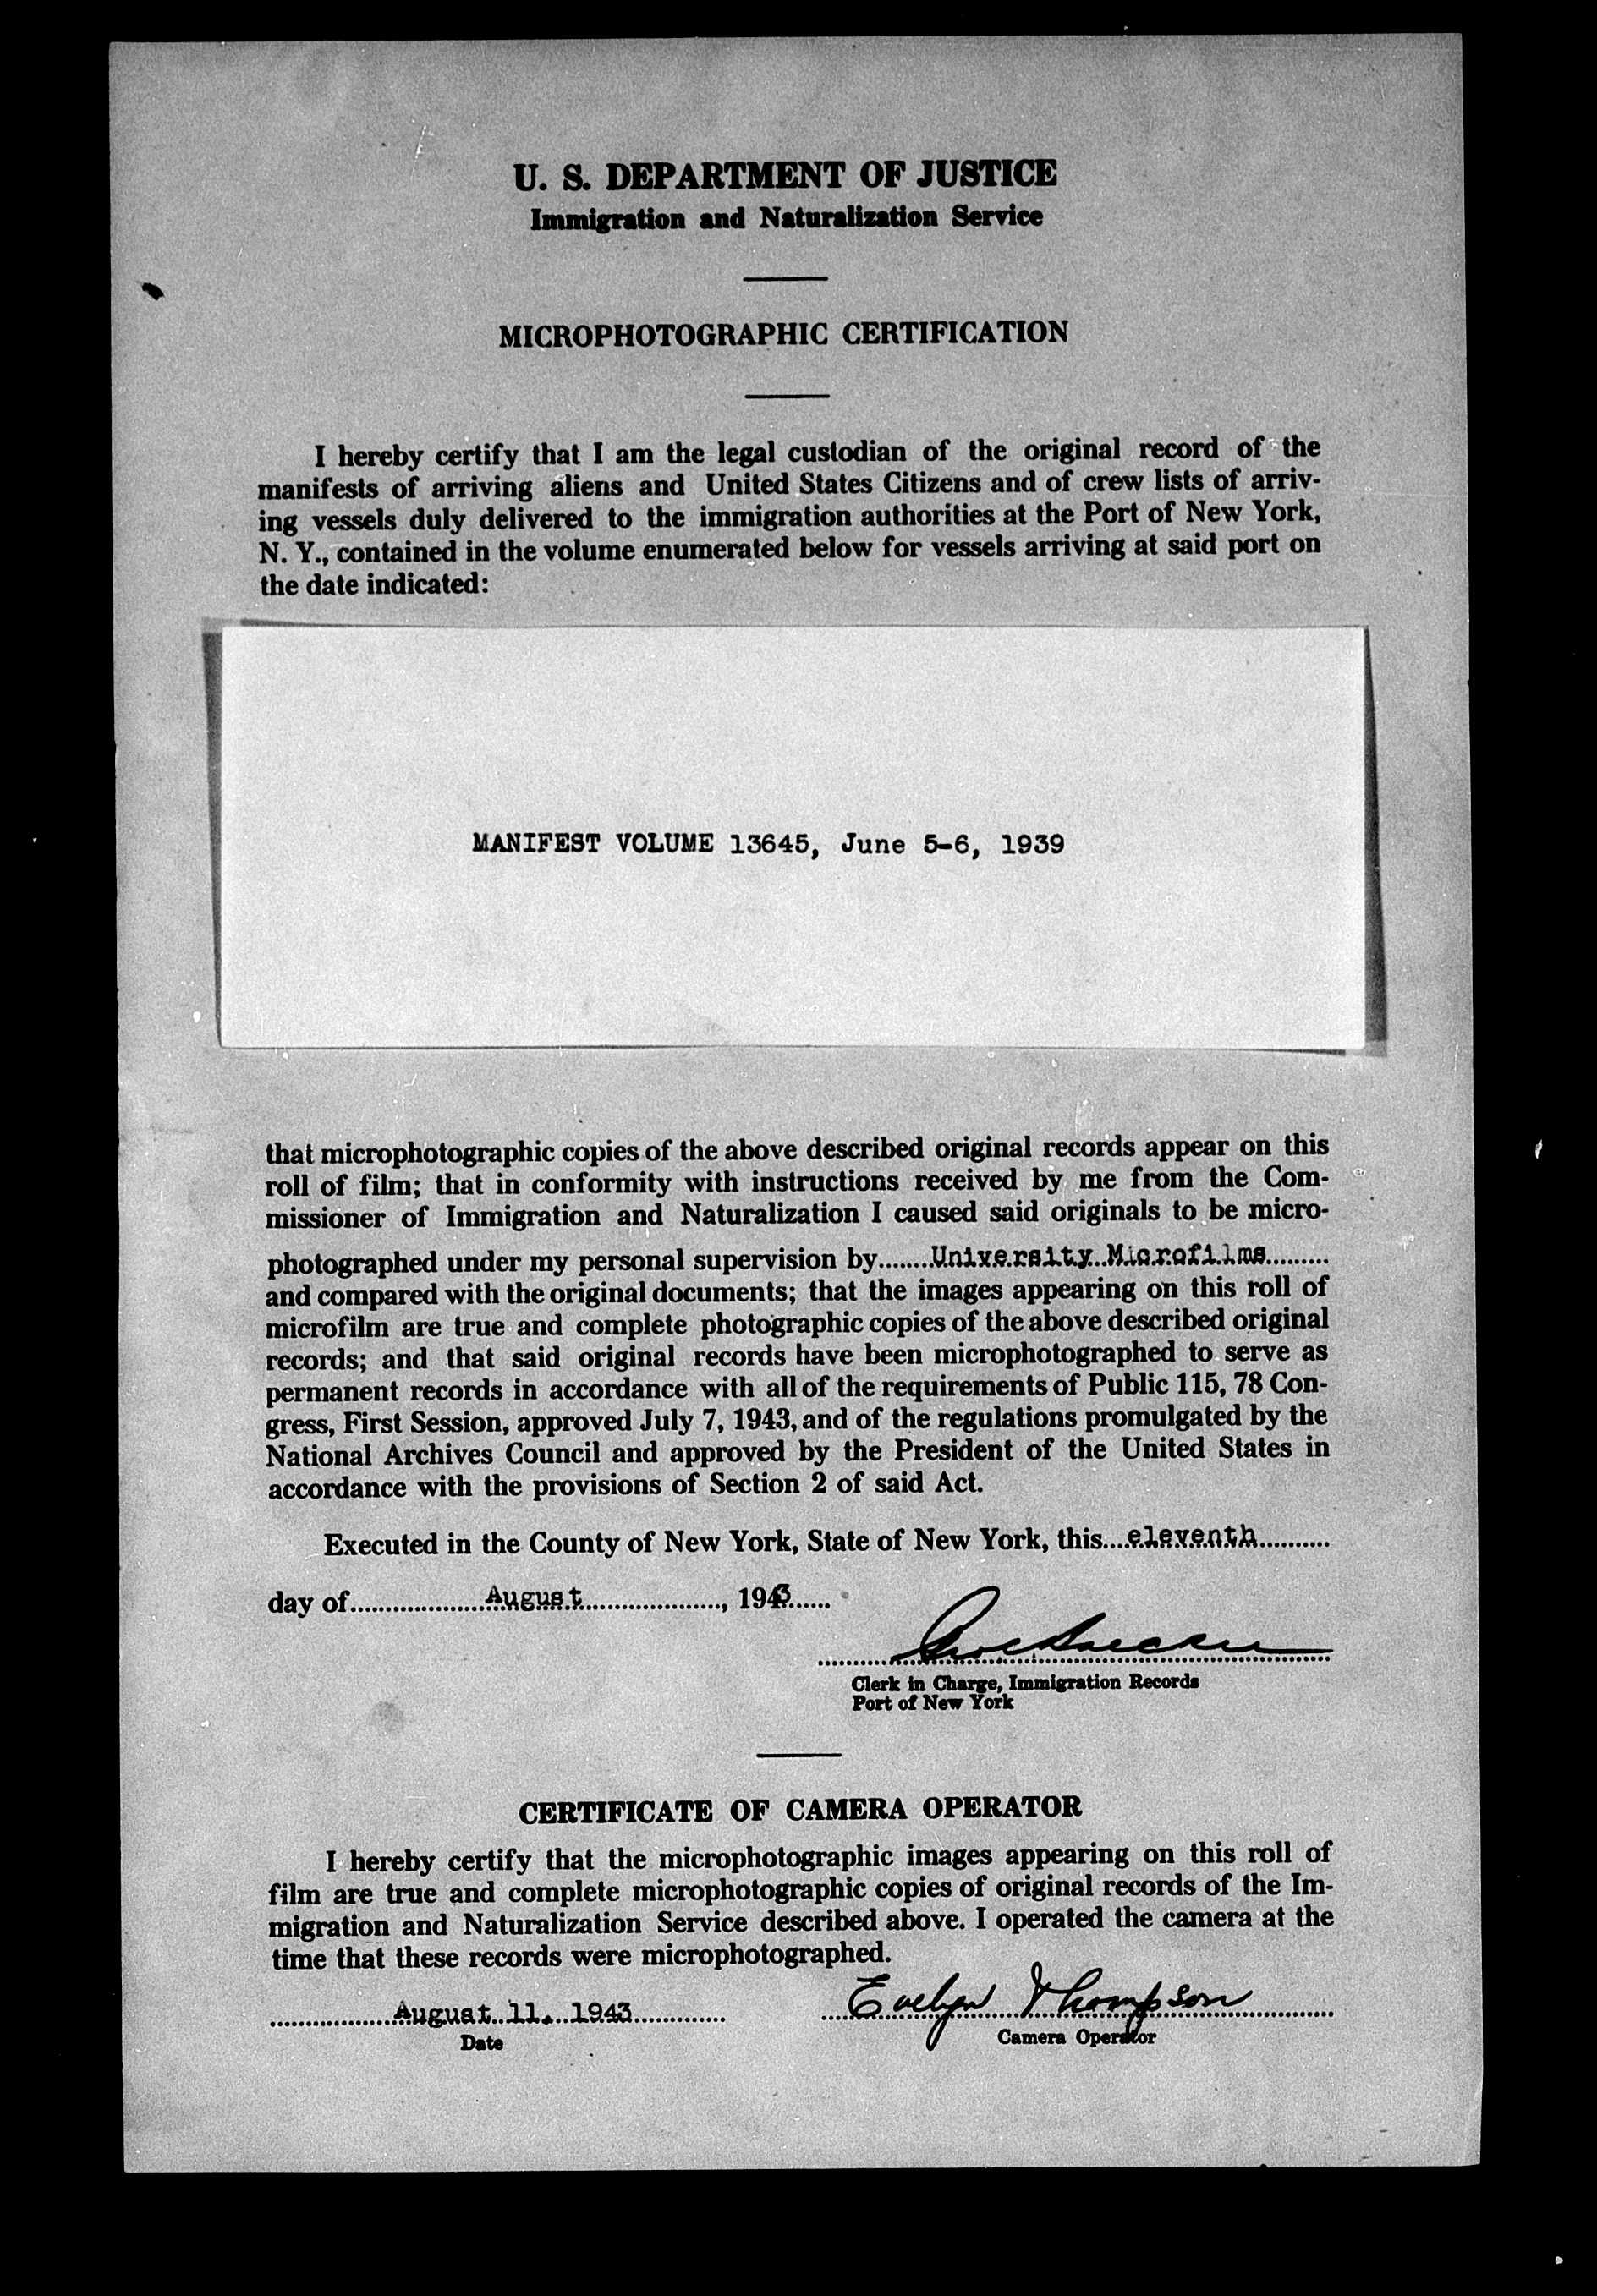 U. S. DEPARTMENT OF JUSTICE
Immigration and Naturalization Service
MICROPHOTOGRAPHIC CERTIFICATION
I hereby certify that I am the legal custodian of the original record of the
manifests of arriving aliens and United States Citizens and of crew lists of arriv-
ing vessels duly delivered to the immigration authorities at the Port of New York,
N. Y., contained in the volume enumerated below for vessels arriving at said port on
the date indicated:
MANIFEST VOLUME 13645, June 5-6, 1939
that microphotographic copies of the above described original records appear on this
roll of film; that in conformity with instructions received by me from the Com-
missioner of Immigration and Naturalization I caused said originals to be micro-
photographed under my personal supervision by University Microfilms
and compared with the original documents; that the images appearing on this roll of
microfilm are true and complete photographic copies of the above described original
records; and that said original records have been microphotographed to serve as
permanent records in accordance with all of the requirements of Public 115, 78 Con-
gress, First Session, approved July 7, 1943, and of the regulations promulgated by the
National Archives Council and approved by the President of the United States in
accordance with the provisions of Section 2 of said Act.
Executed in the County of New York, State of New York, this eleventh
day of August, 1943
Clerk in Charge, Immigration Records
Port of New York
CERTIFICATE OF CAMERA OPERATOR
I hereby certify that the microphotographic images appearing on this roll of
film are true and complete microphotographic copies of original records of the Im-
migration and Naturalization Service described above. I operated the camera at the
time that these records were microphotographed.
August 11, 1943 Evelyn Thompson
Date Camera Operator